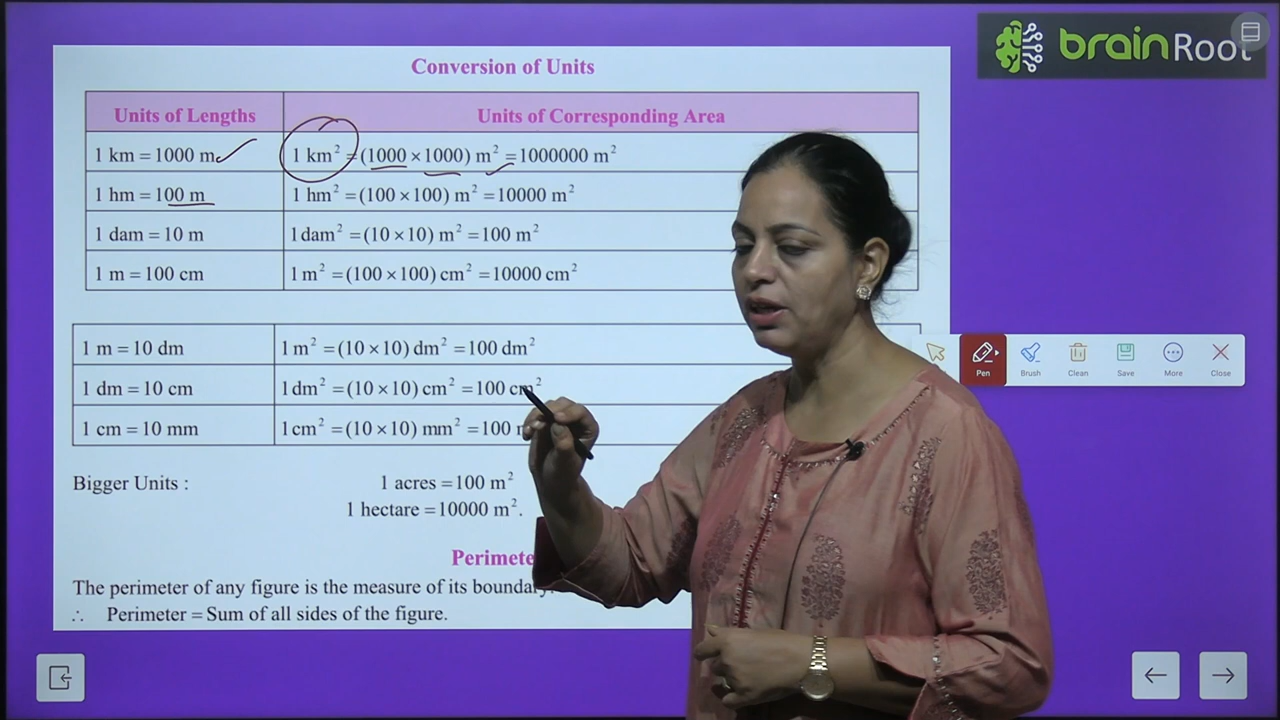 brainRoot
Conversion of Units
Units of Lengths Units of Corresponding Area
1 km = 1000 m 1 km² = (1000 × 1000) m² = 1000000 m²
1 hm = 100 m 1 hm² = (100 × 100) m² = 10000 m²
1 dam = 10 m 1 dam² = (10 × 10) m² = 100 m²
1 m = 100 cm 1 m² = (100 × 100) cm² = 10000 cm²
1 m = 10 dm 1 m² = (10 × 10) dm² = 100 dm²
1 dm = 10 cm 1 dm² = (10 × 10) cm² = 100 cm²
1 cm = 10 mm 1 cm² = (10 × 10) mm² = 100
Bigger Units : 1 acres = 100 m²
1 hectare = 10000 m².
The perimeter of any figure is the measure of its boundary.
∴ Perimeter = Sum of all sides of the figure.
Pen Brush Clean Save More Close